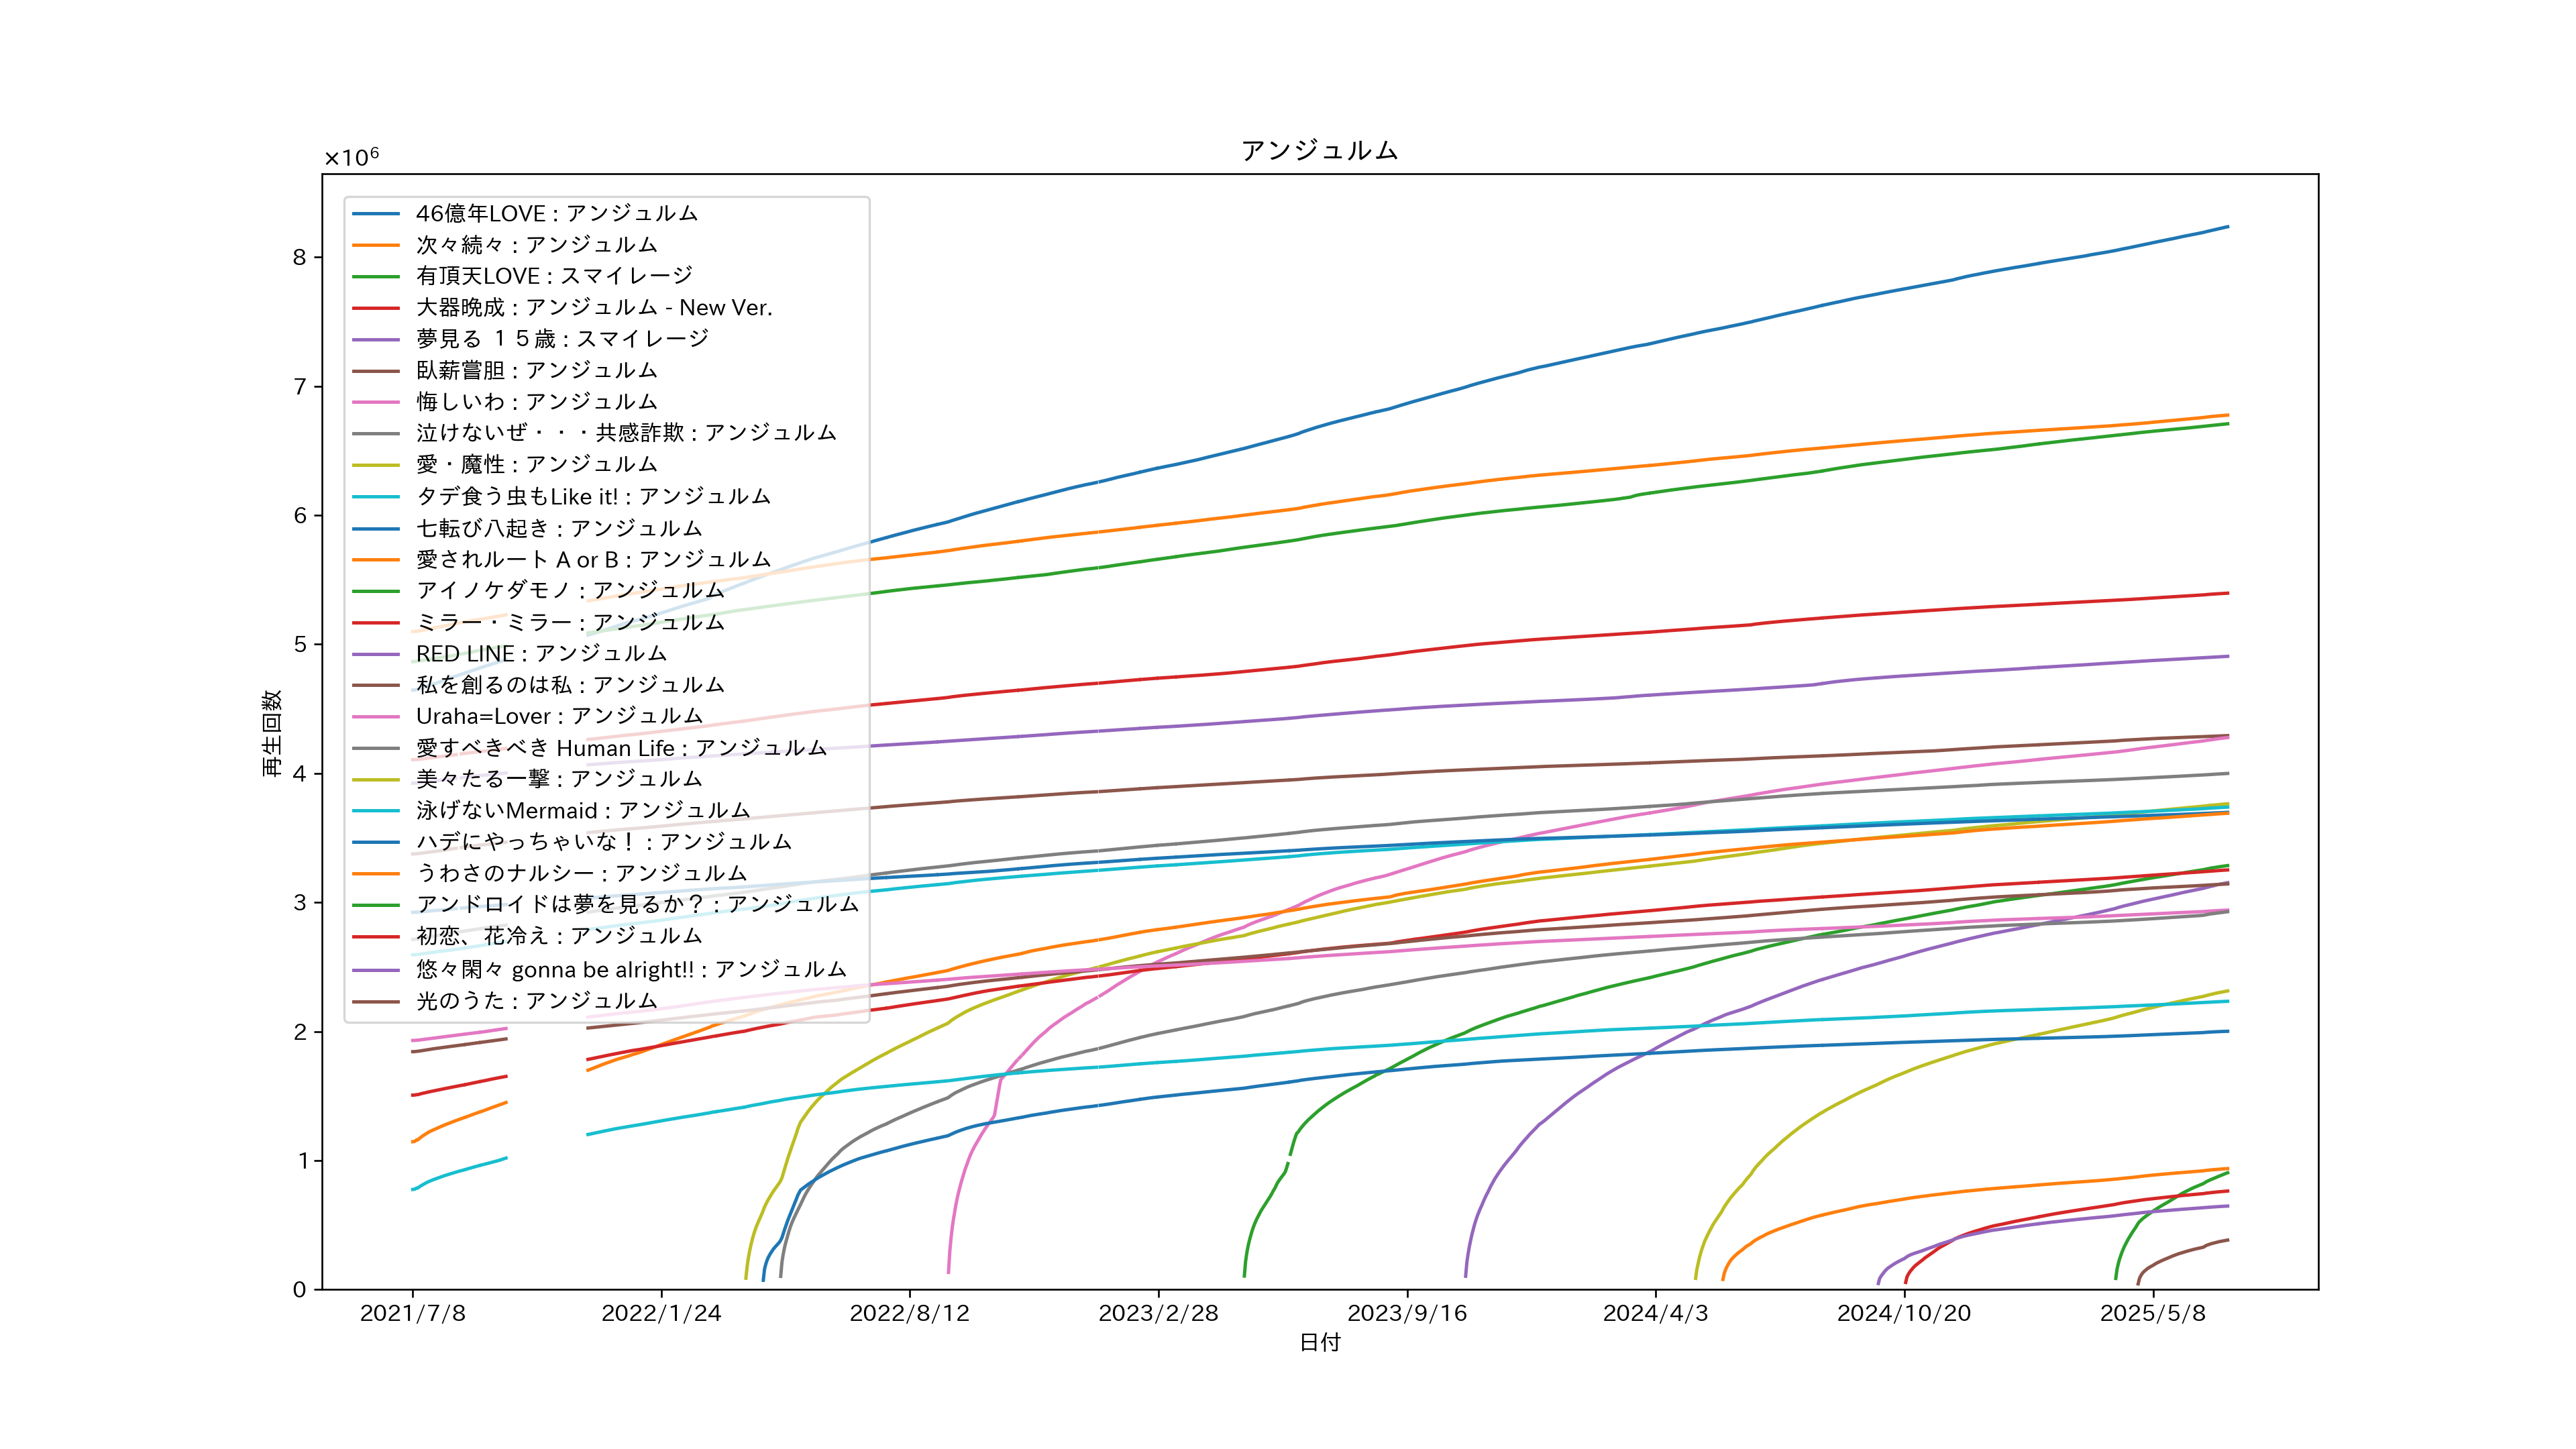 アンジュルム
×10⁶
46億年LOVE : アンジュルム
次々続々 : アンジュルム
有頂天LOVE : スマイレージ
大器晩成 : アンジュルム - New Ver.
夢見る １５歳 : スマイレージ
臥薪嘗胆 : アンジュルム
悔しいわ : アンジュルム
泣けないぜ・・・共感詐欺 : アンジュルム
愛・魔性 : アンジュルム
タデ食う虫もLike it! : アンジュルム
七転び八起き : アンジュルム
愛されルート A or B : アンジュルム
アイノケダモノ : アンジュルム
ミラー・ミラー : アンジュルム
RED LINE : アンジュルム
私を創るのは私 : アンジュルム
Uraha=Lover : アンジュルム
愛すべきべき Human Life : アンジュルム
美々たる一撃 : アンジュルム
泳げないMermaid : アンジュルム
ハデにやっちゃいな！ : アンジュルム
うわさのナルシー : アンジュルム
アンドロイドは夢を見るか？ : アンジュルム
初恋、花冷え : アンジュルム
悠々閑々 gonna be alright!! : アンジュルム
光のうた : アンジュルム
再生回数
8
7
6
5
4
3
2
1
0
2021/7/8 2022/1/24 2022/8/12 2023/2/28 2023/9/16 2024/4/3 2024/10/20 2025/5/8
日付